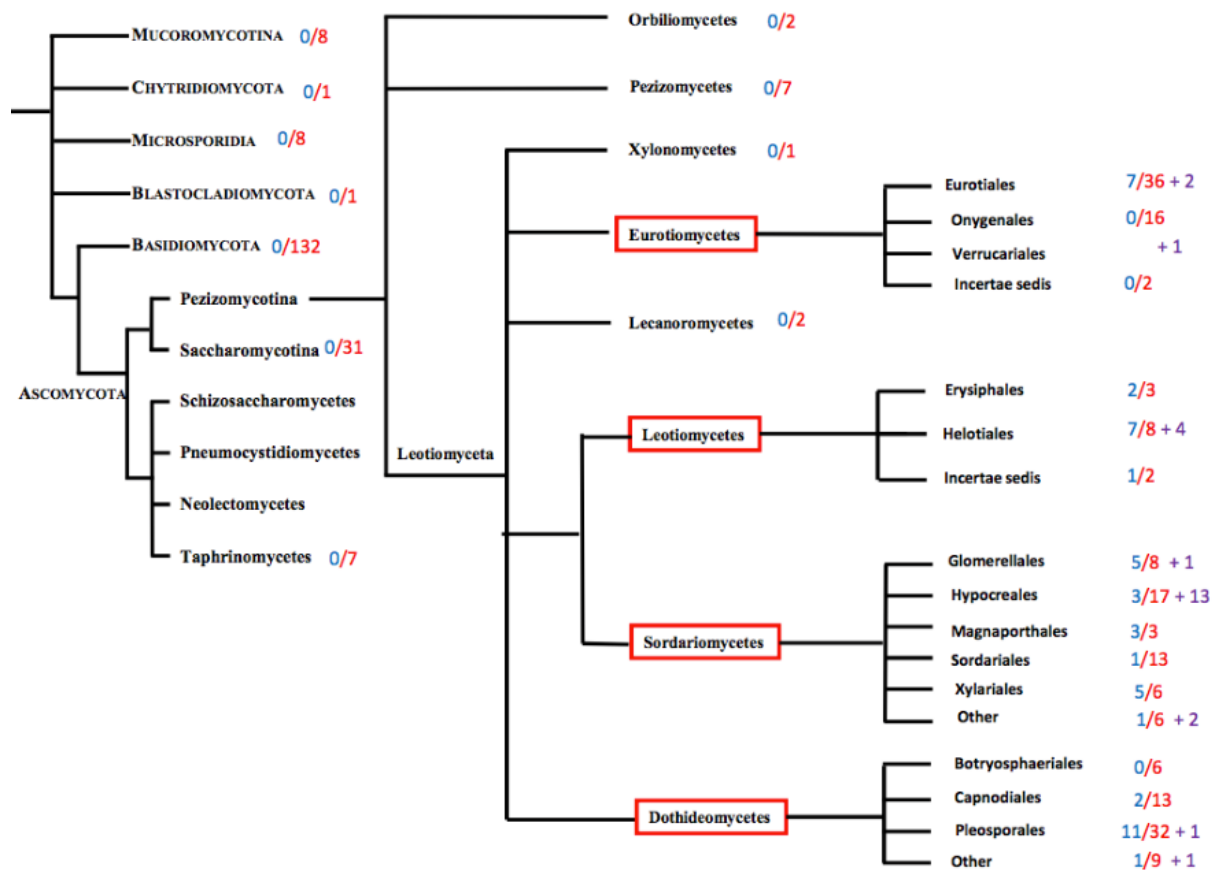 MUCOROMYCOTINA 0/8
CHYTRIDIOMYCOTA 0/1
MICROSPORIDIA 0/8
BLASTOCLADIOMYCOTA 0/1
BASIDIOMYCOTA 0/132
Pezizomycotina
Saccharomycotina 0/31
ASCOMYCOTA
Schizosaccharomycetes
Pneumocystidiomycetes
Neolectomycetes
Taphrinomycetes 0/7
Leotiomyceta
Orbiliomycetes 0/2
Pezizomycetes 0/7
Xylonomycetes 0/1
Eurotiomycetes
Eurotiales 7/36 + 2
Onygenales 0/16
Verrucariales + 1
Incertae sedis 0/2
Lecanoromycetes 0/2
Leotiomycetes
Erysiphales 2/3
Helotiales 7/8 + 4
Incertae sedis 1/2
Sordariomycetes
Glomerellales 5/8 + 1
Hypocreales 3/17 + 13
Magnaporthales 3/3
Sordariales 1/13
Xylariales 5/6
Other 1/6 + 2
Dothideomycetes
Botryosphaeriales 0/6
Capnodiales 2/13
Pleosporales 11/32 + 1
Other 1/9 + 1